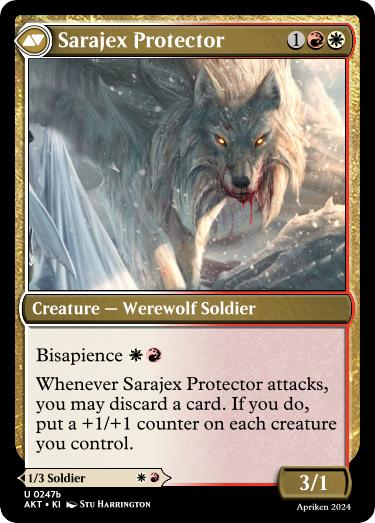 Sarajex Protector 1
Creature — Werewolf Soldier
Bisapience
Whenever Sarajex Protector attacks,
you may discard a card. If you do,
put a +1/+1 counter on each creature
you control.
1/3 Soldier
3/1
U 0247b
AKT • KI Stu Harrington
Apriken 2024